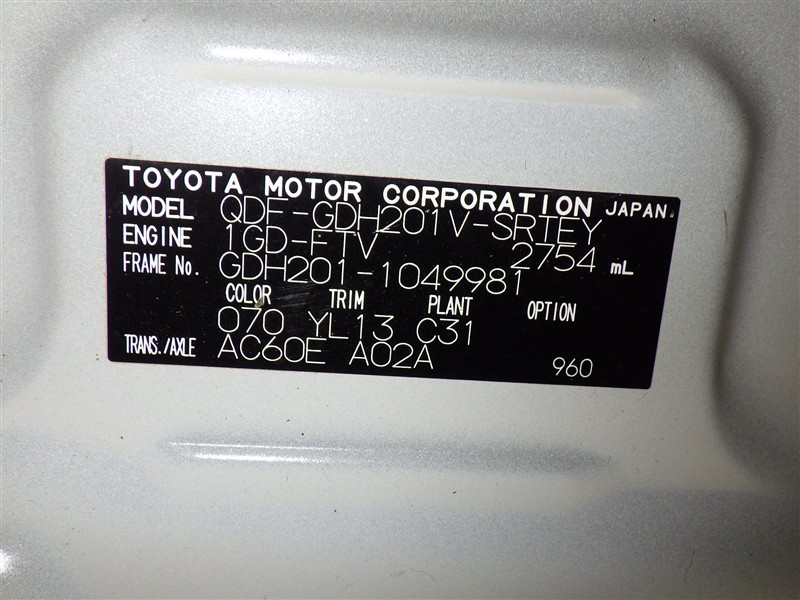 TOYOTA MOTOR CORPORATION JAPAN
MODEL QDF-GDH201V-SRTEY
ENGINE 1GD-FTV 2754 mL
FRAME No. GDH201-1049981
COLOR TRIM PLANT OPTION
070 YL13 C31
TRANS./AXLE AC60E A02A 960